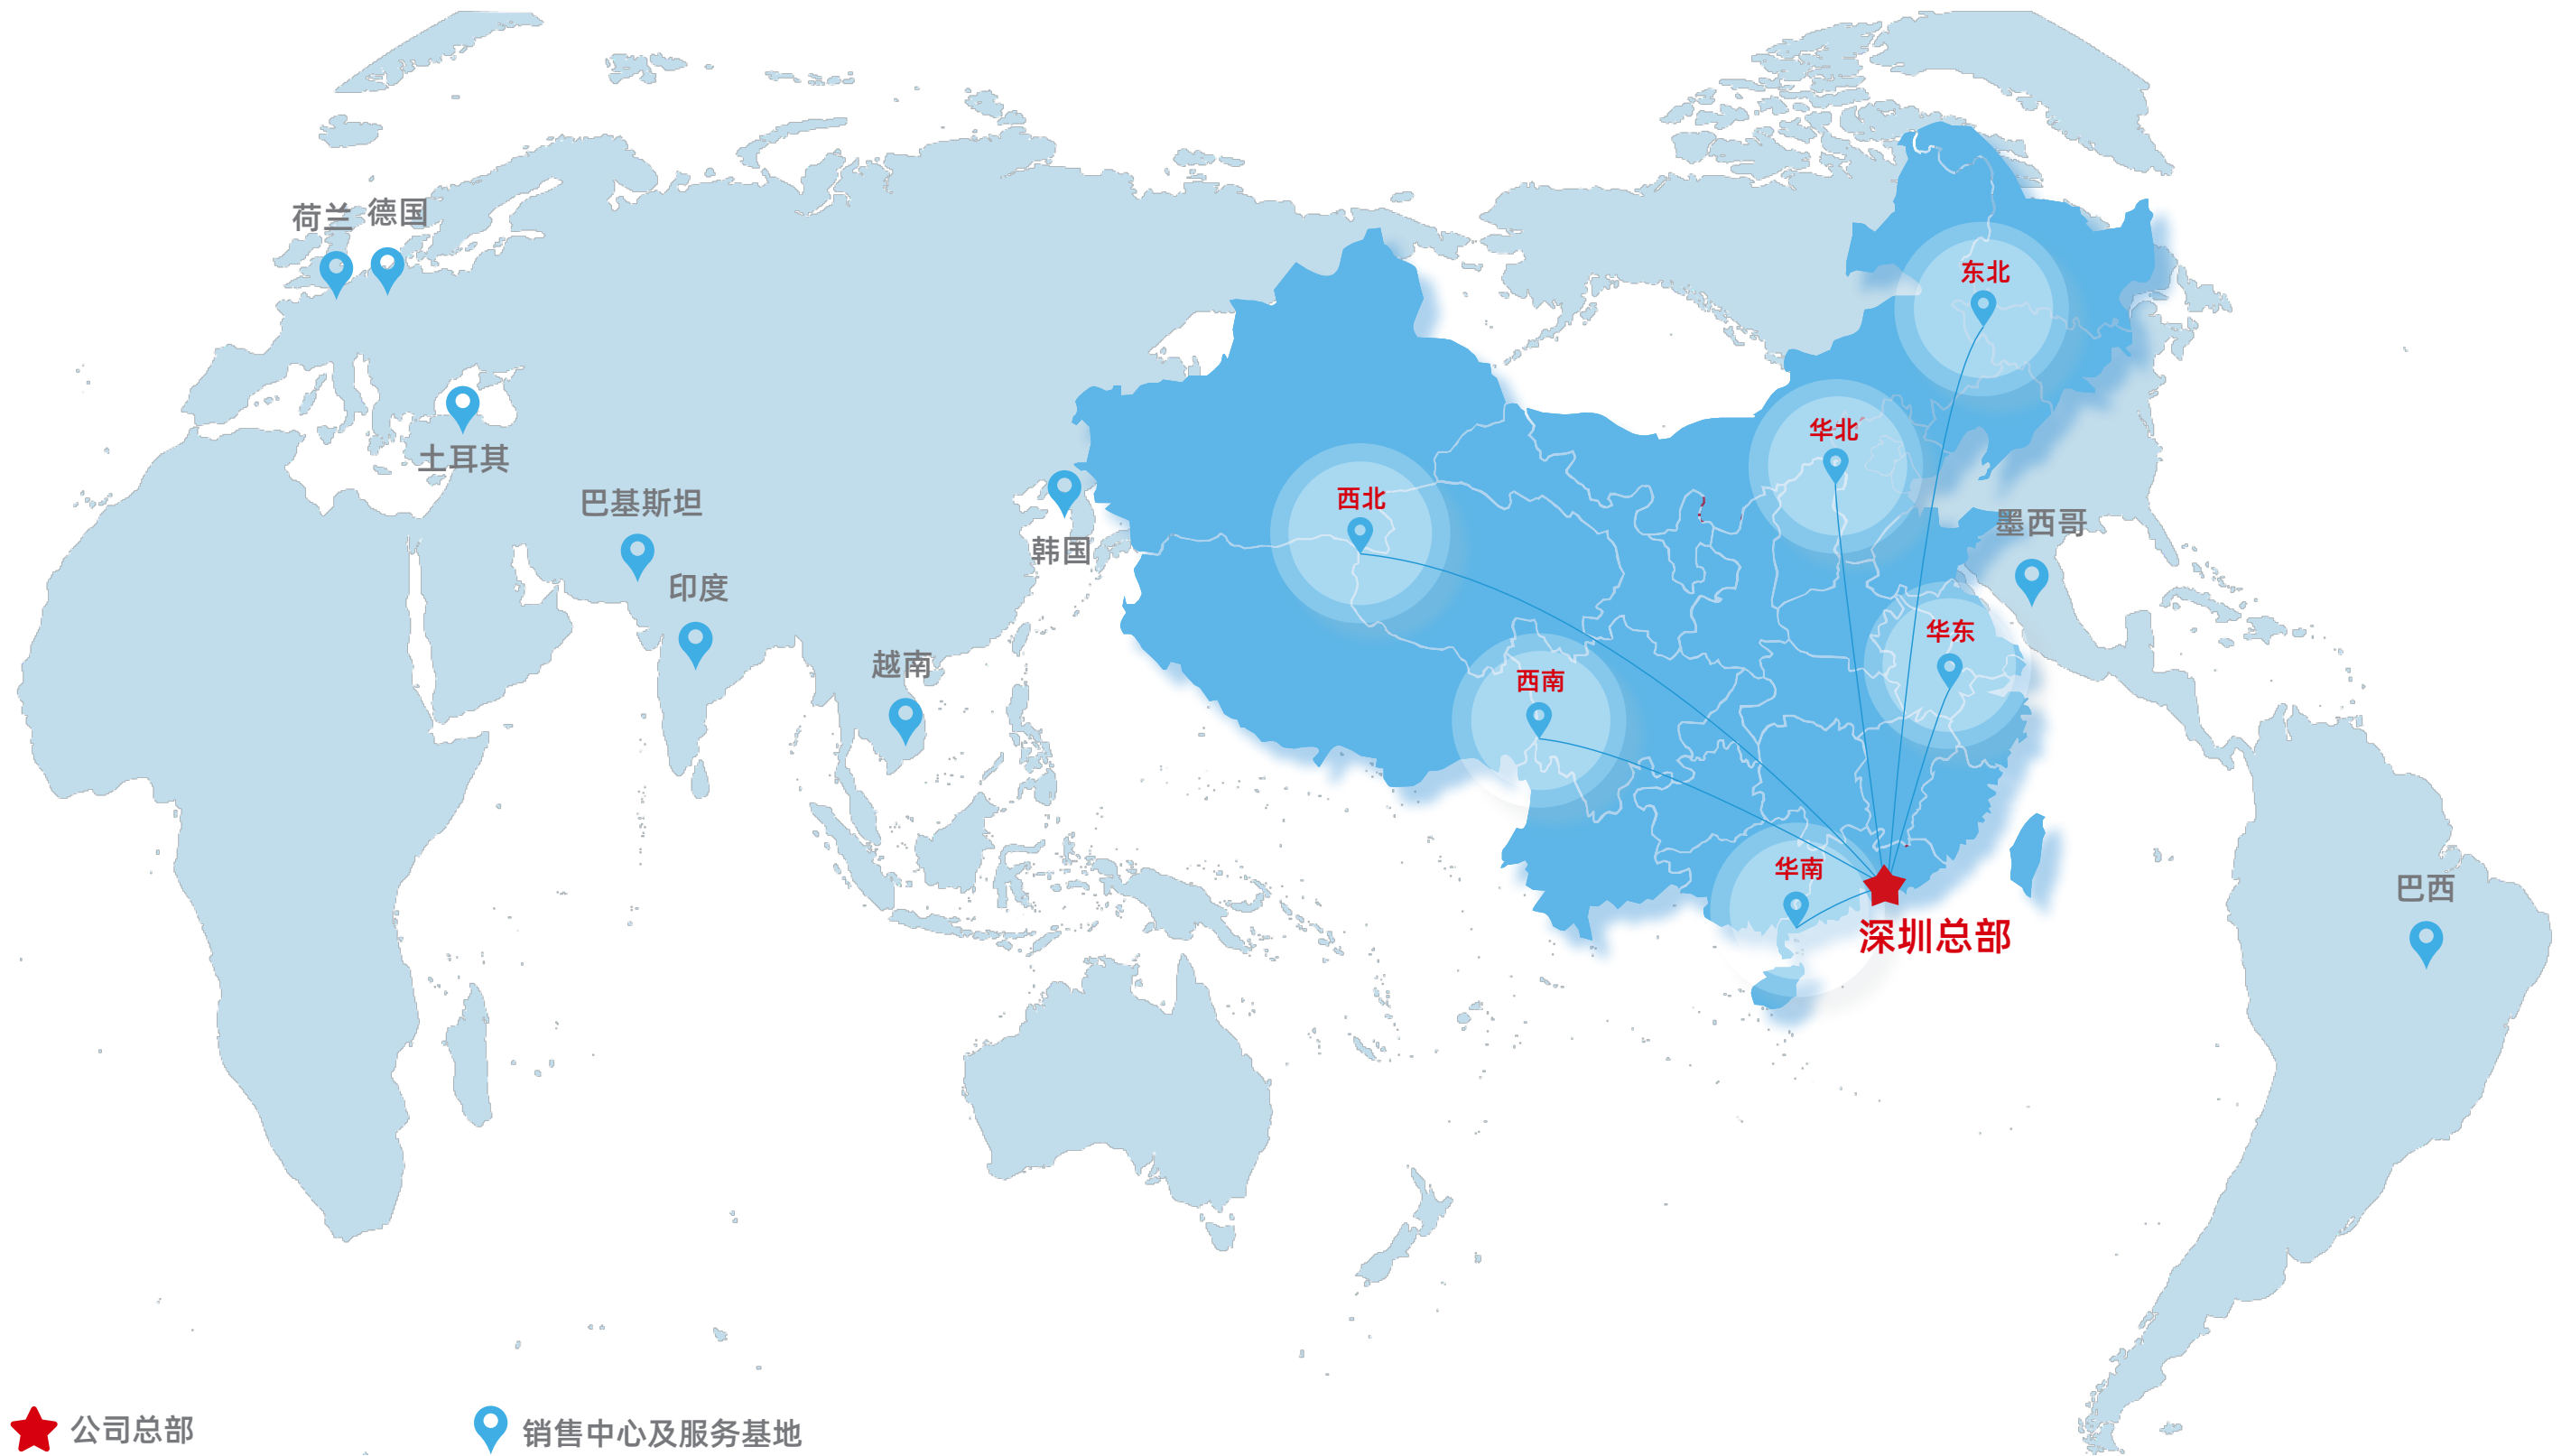 荷兰
德国
东北
华北
土耳其
西北
巴基斯坦
墨西哥
韩国
印度
华东
越南
西南
华南
巴西
深圳总部
公司总部
销售中心及服务基地